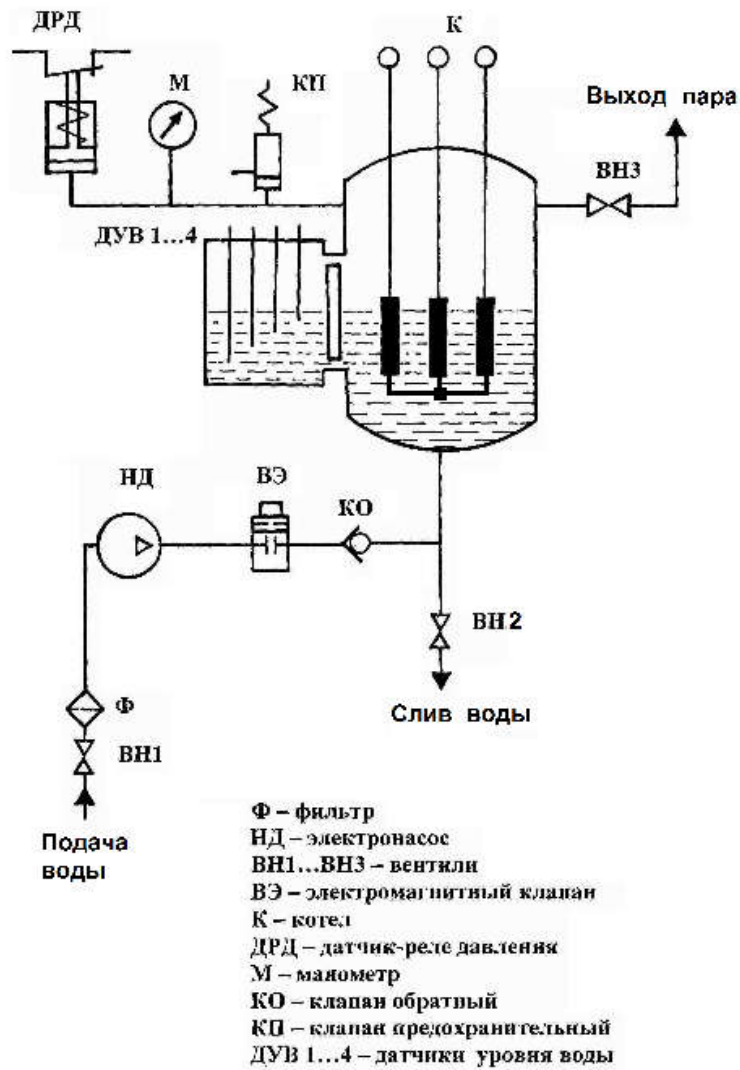 ДРД
К
М
КП
Выход пара
ВН3
ДУВ 1...4
НД
ВЭ
КО
ВН2
Слив воды
Ф
ВН1
Подача
воды
Ф – фильтр
НД – электронасос
ВН1...ВН3 – вентили
ВЭ – электромагнитный клапан
К – котел
ДРД – датчик-реле давления
М – манометр
КО – клапан обратный
КП – клапан предохранительный
ДУВ 1...4 – датчики уровня воды